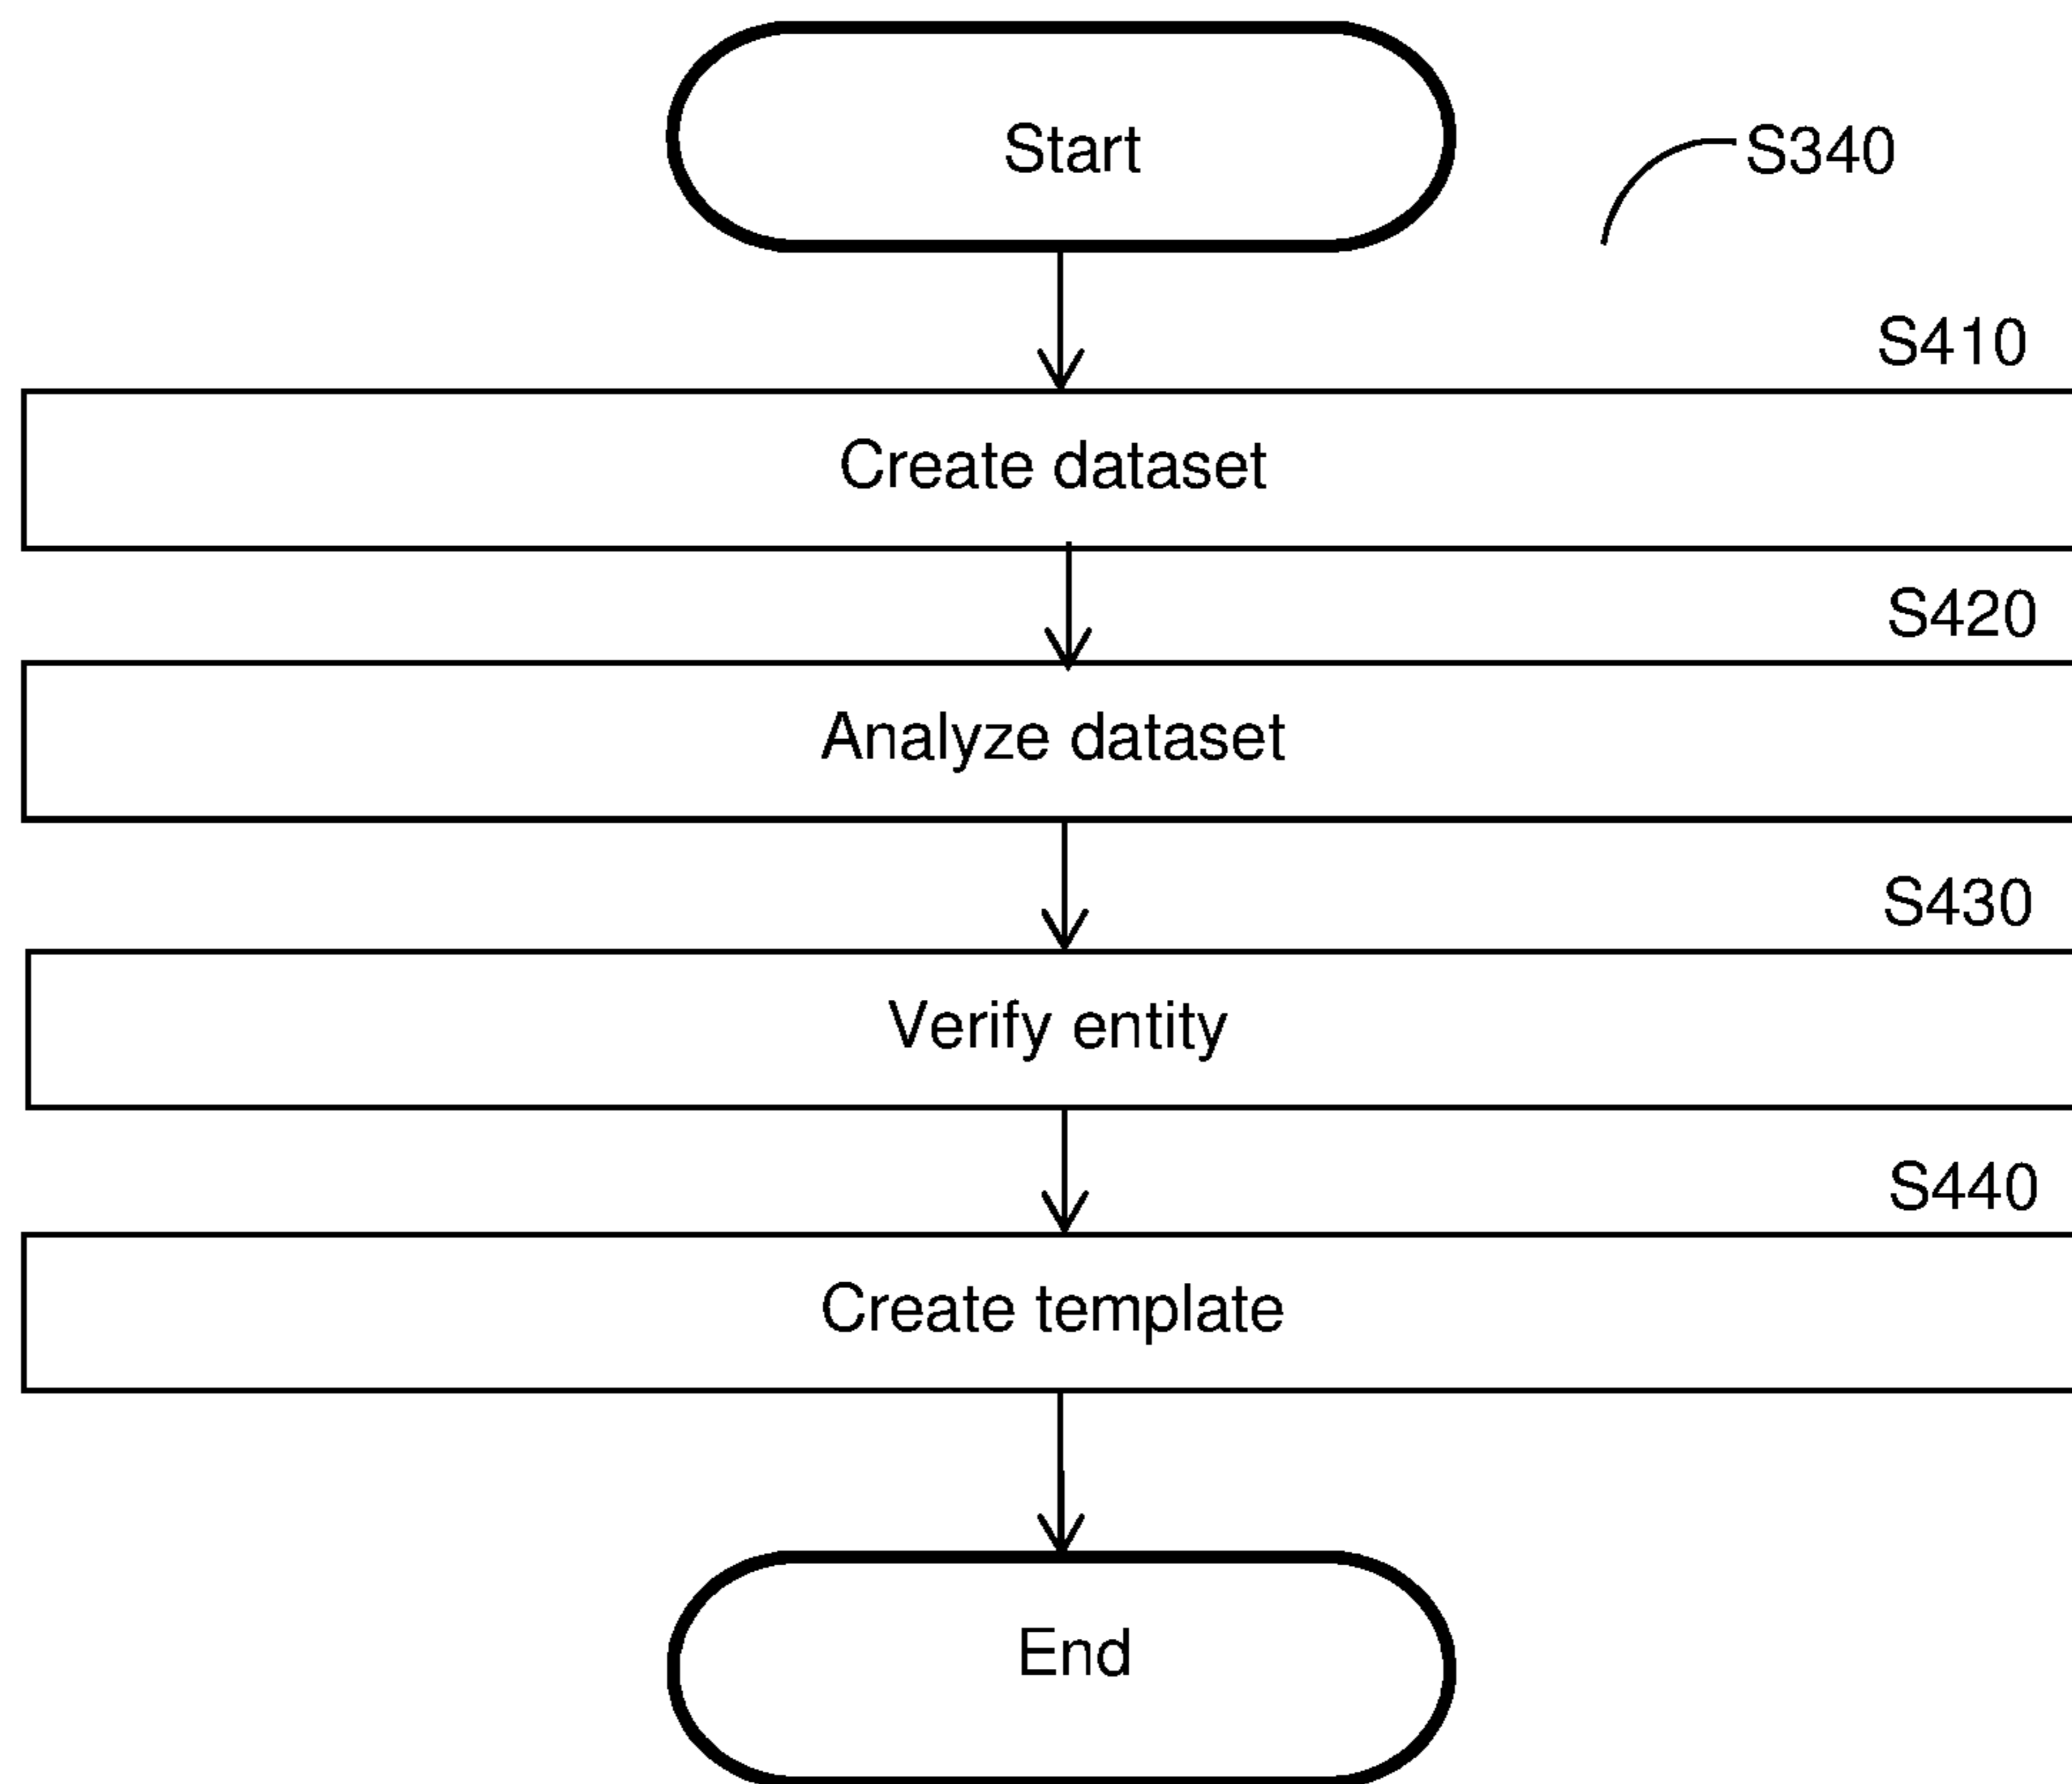 Start
S340
S410
Create dataset
S420
Analyze dataset
S430
Verify entity
S440
Create template
End